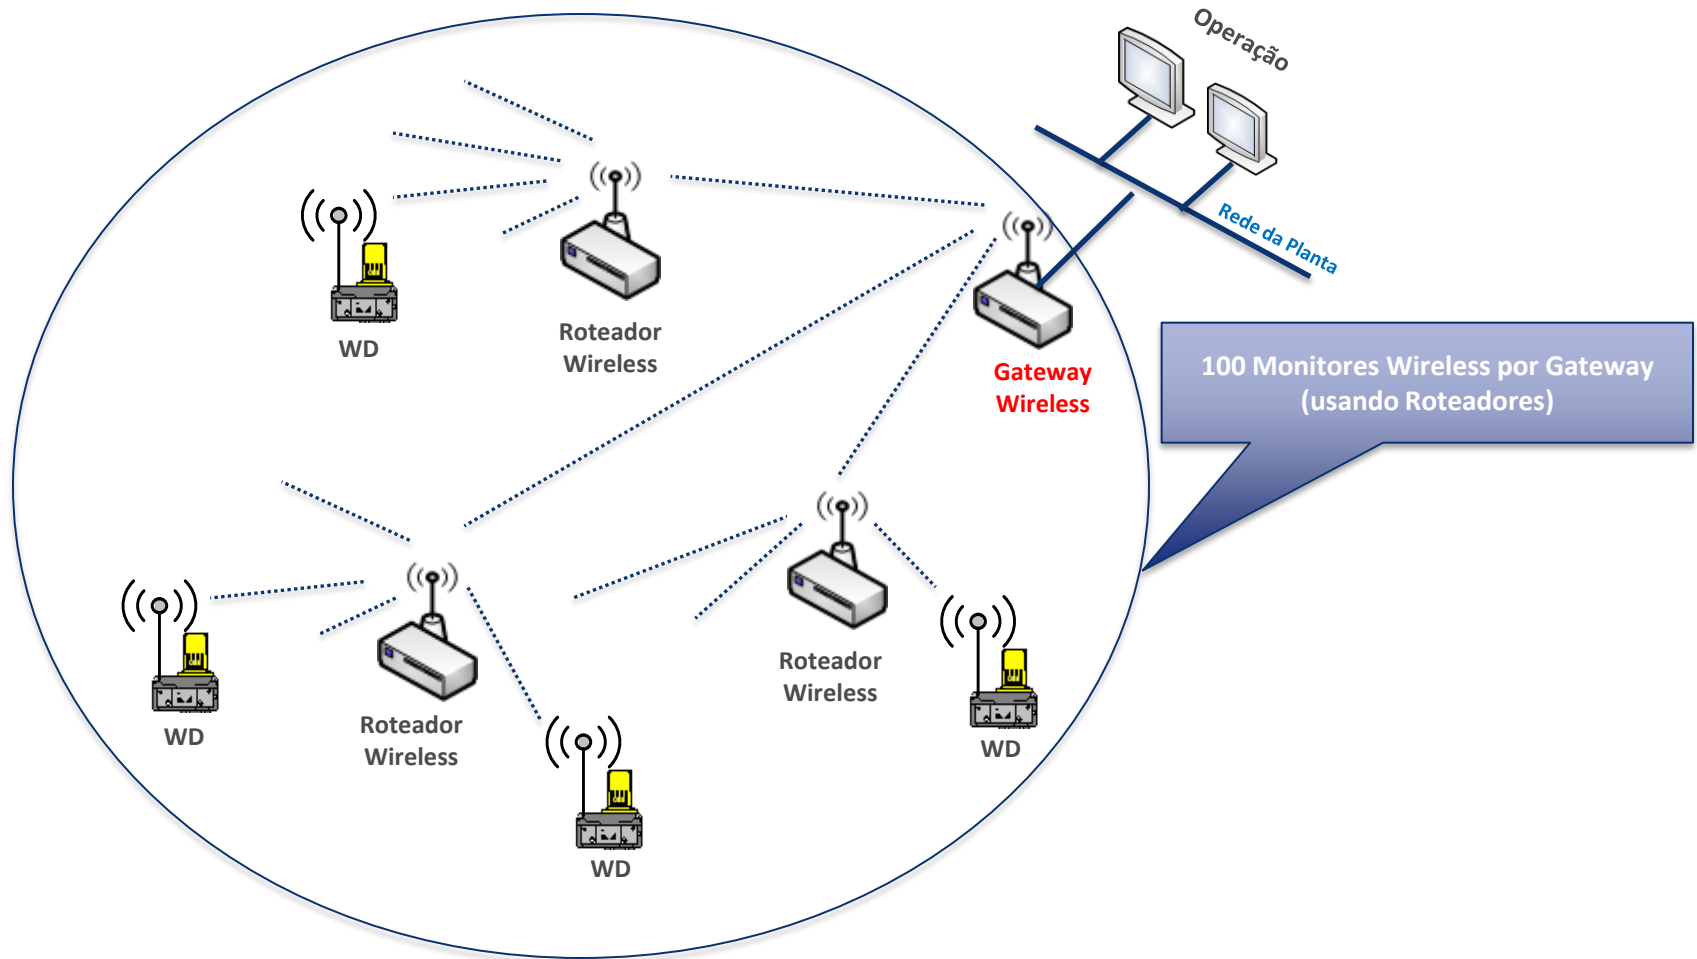 Operação
Rede da Planta
WD
Roteador
Wireless
Gateway
Wireless
100 Monitores Wireless por Gateway
(usando Roteadores)
WD
Roteador
Wireless
WD
Roteador
Wireless
WD